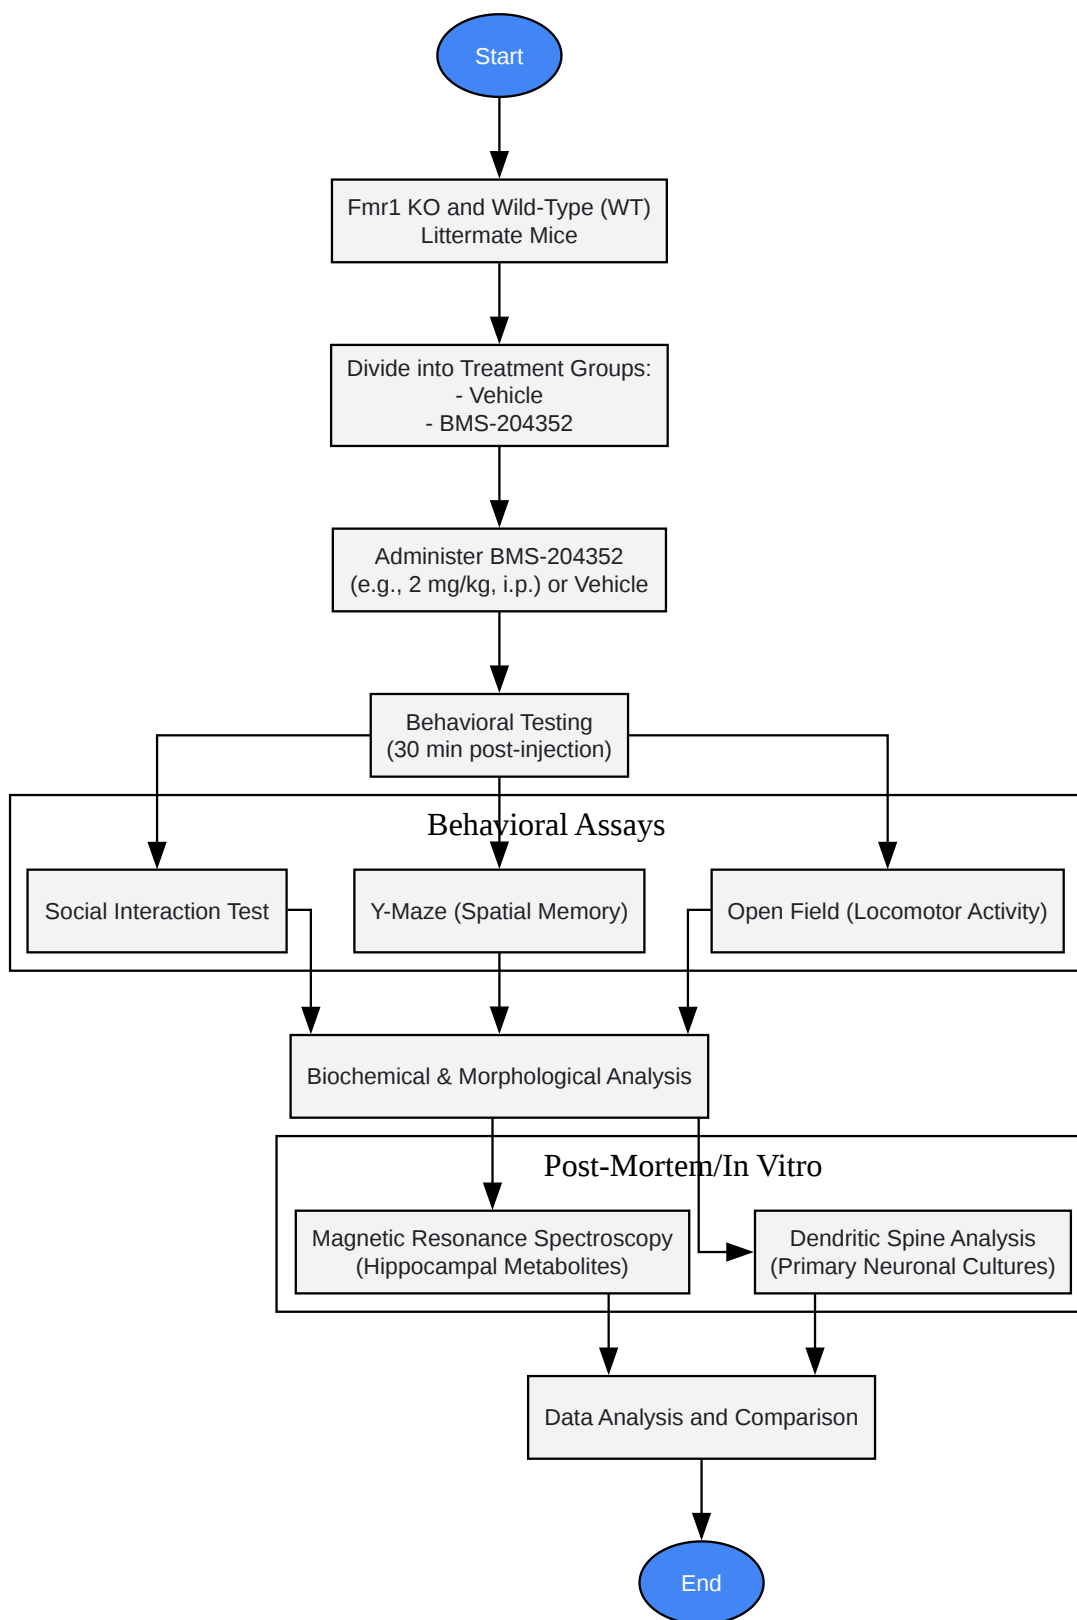 Start
Fmr1 KO and Wild-Type (WT)
Littermate Mice
Divide into Treatment Groups:
- Vehicle
- BMS-204352
Administer BMS-204352
(e.g., 2 mg/kg, i.p.) or Vehicle
Behavioral Testing
(30 min post-injection)
Behavioral Assays
Social Interaction Test
Y-Maze (Spatial Memory)
Open Field (Locomotor Activity)
Biochemical & Morphological Analysis
Post-Mortem/In Vitro
Magnetic Resonance Spectroscopy
(Hippocampal Metabolites)
Dendritic Spine Analysis
(Primary Neuronal Cultures)
Data Analysis and Comparison
End